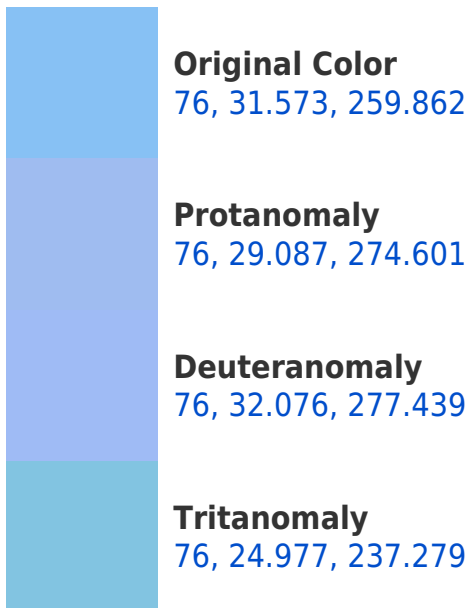 Original Color
76, 31.573, 259.862
Protanomaly
76, 29.087, 274.601
Deuteranomaly
76, 32.076, 277.439
Tritanomaly
76, 24.977, 237.279